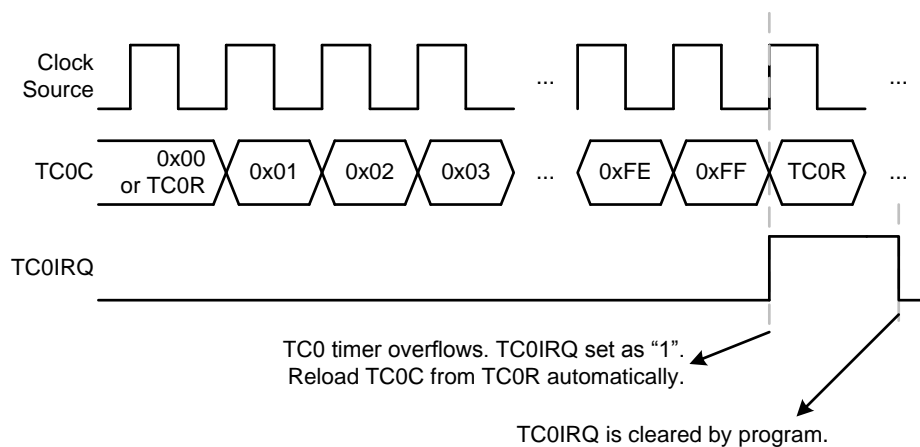 Clock
Source
...
...
TC0C
0x00
or TC0R
0x01
0x02
0x03
...
0xFE
0xFF
TC0R
...
TC0IRQ
TC0 timer overflows. TC0IRQ set as “1”.
Reload TC0C from TC0R automatically.
TC0IRQ is cleared by program.